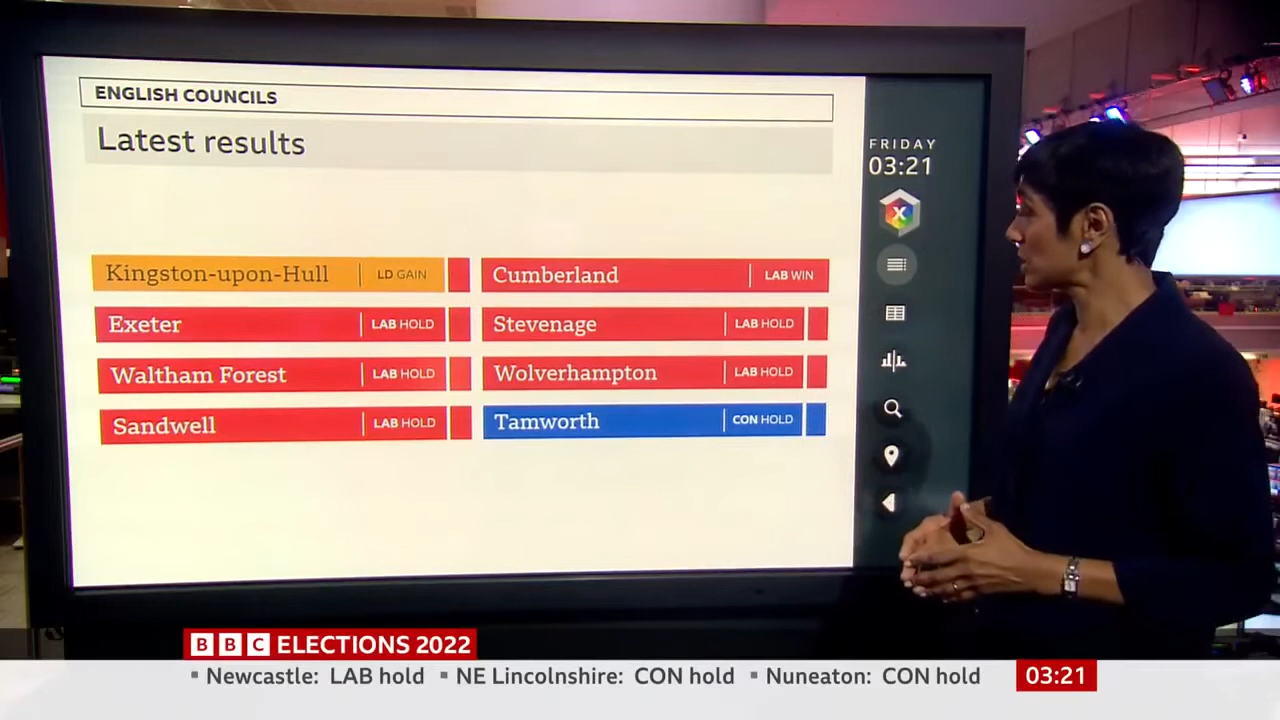 ENGLISH COUNCILS
Latest results
FRIDAY
03:21
X
Kingston-upon-Hull LD GAIN
Cumberland LAB WIN
Exeter LAB HOLD
Stevenage LAB HOLD
Waltham Forest LAB HOLD
Wolverhampton LAB HOLD
Sandwell LAB HOLD
Tamworth CON HOLD
BBC ELECTIONS 2022
Newcastle: LAB hold NE Lincolnshire: CON hold Nuneaton: CON hold 03:21